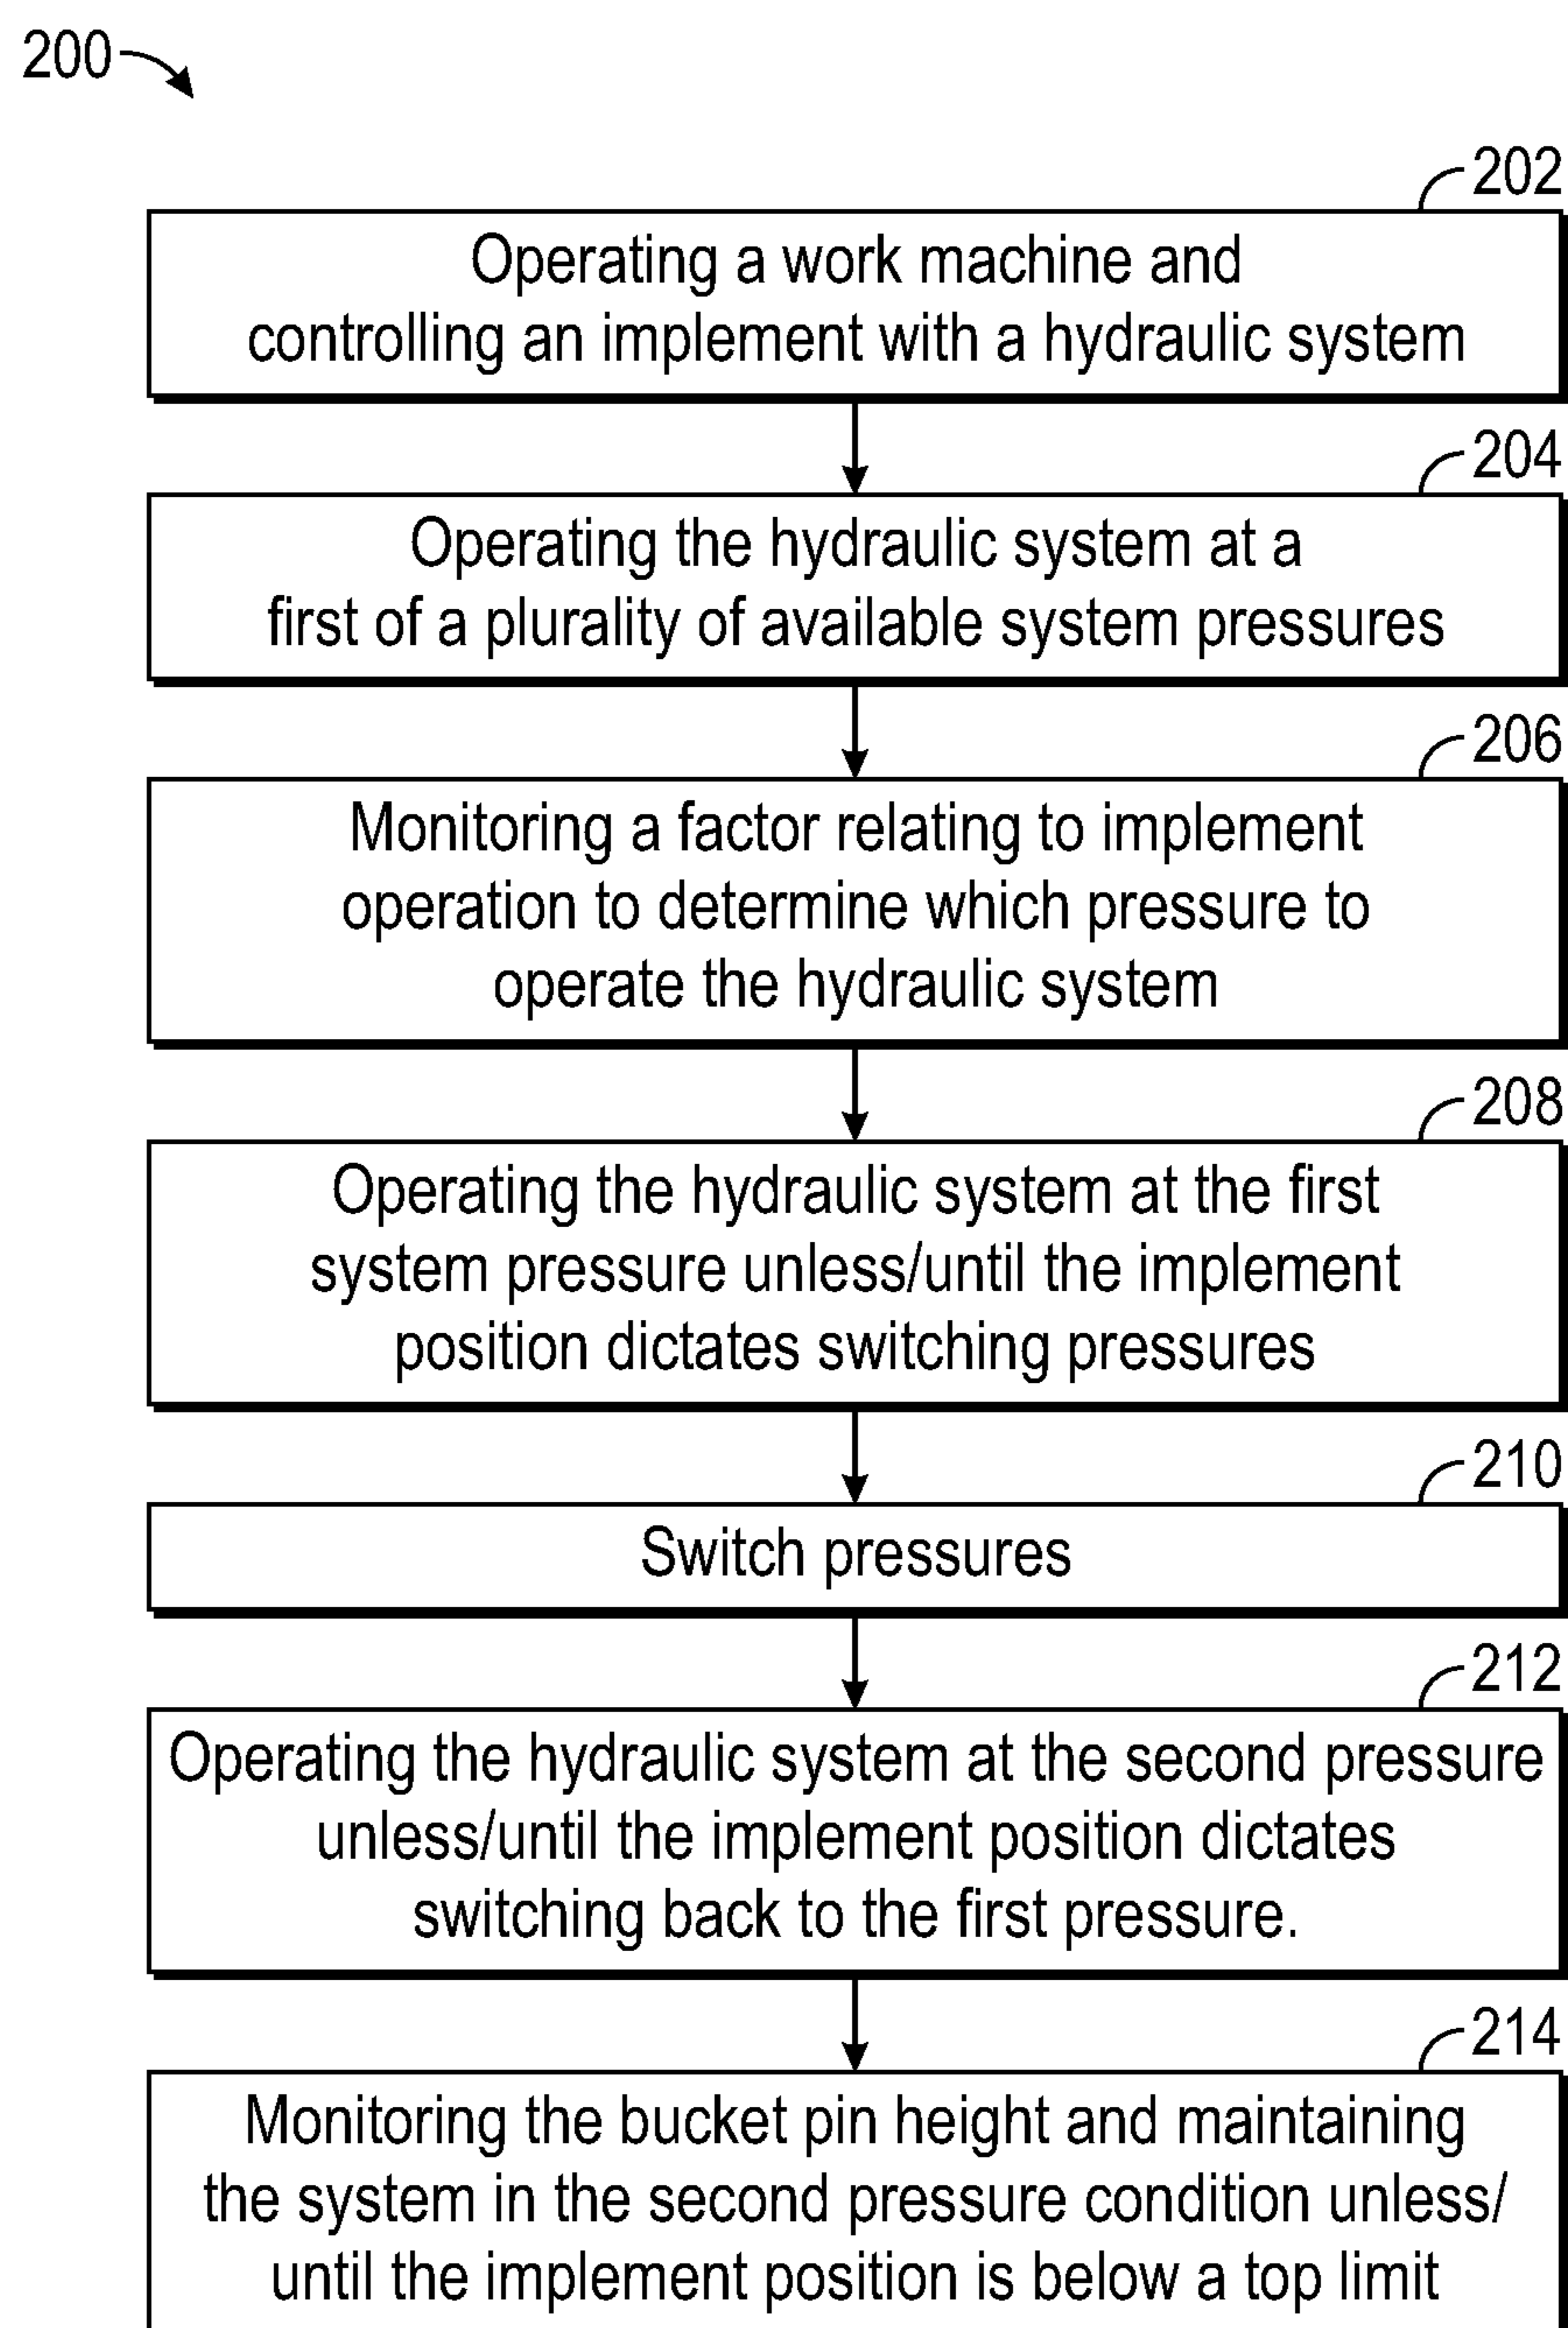 200
202
Operating a work machine and
controlling an implement with a hydraulic system
204
Operating the hydraulic system at a
first of a plurality of available system pressures
206
Monitoring a factor relating to implement
operation to determine which pressure to
operate the hydraulic system
208
Operating the hydraulic system at the first
system pressure unless/until the implement
position dictates switching pressures
210
Switch pressures
212
Operating the hydraulic system at the second pressure
unless/until the implement position dictates
switching back to the first pressure.
214
Monitoring the bucket pin height and maintaining
the system in the second pressure condition unless/
until the implement position is below a top limit